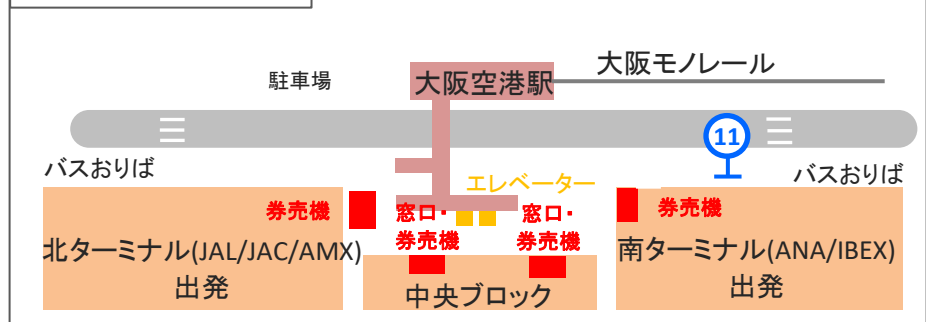 大阪モノレール
駐車場
大阪空港駅
11
バスおりば
バスおりば
エレベーター
券売機
窓口・
券売機
窓口・
券売機
券売機
北ターミナル(JAL/JAC/AMX)
出発
中央ブロック
南ターミナル(ANA/IBEX)
出発